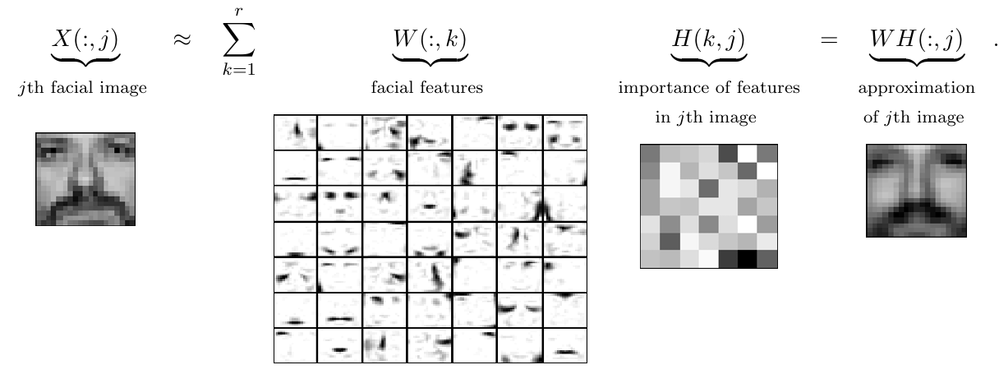 X(:,j) ≈ ∑_{k=1}^{r} W(:,k) H(k,j) = WH(:,j) .
jth facial image facial features importance of features approximation
in jth image of jth image